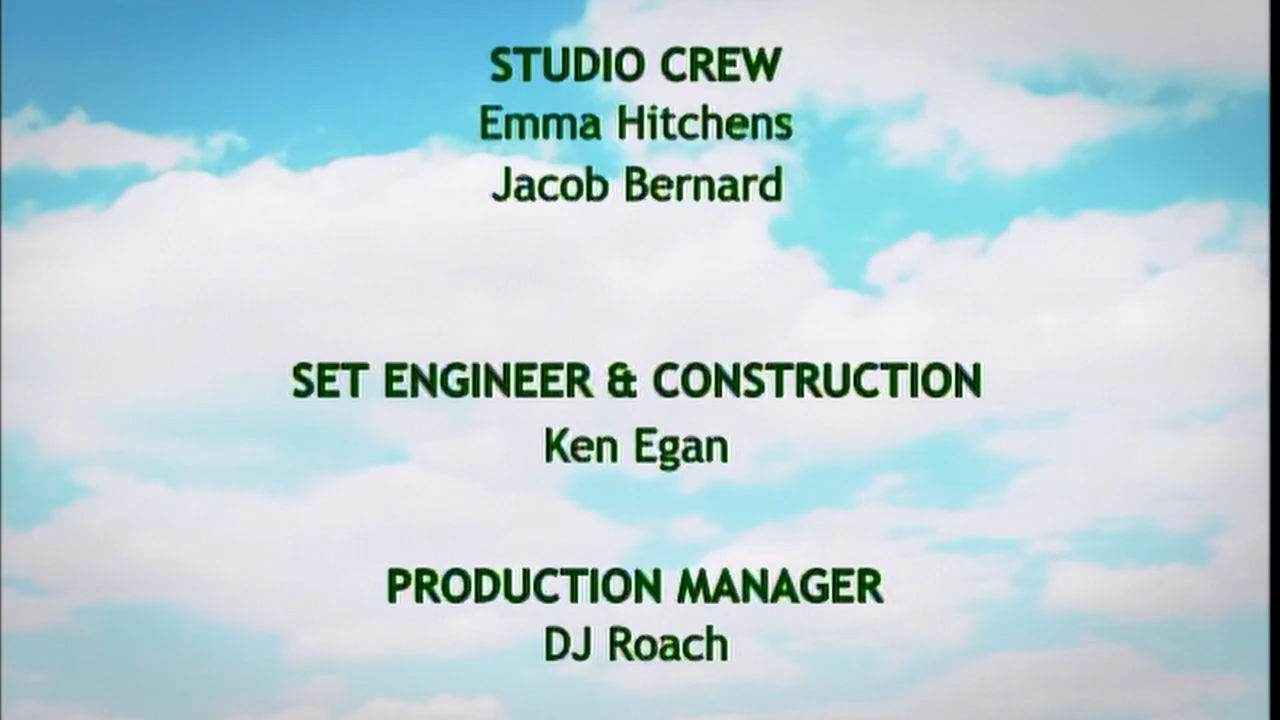 STUDIO CREW
Emma Hitchens
Jacob Bernard
SET ENGINEER & CONSTRUCTION
Ken Egan
PRODUCTION MANAGER
DJ Roach